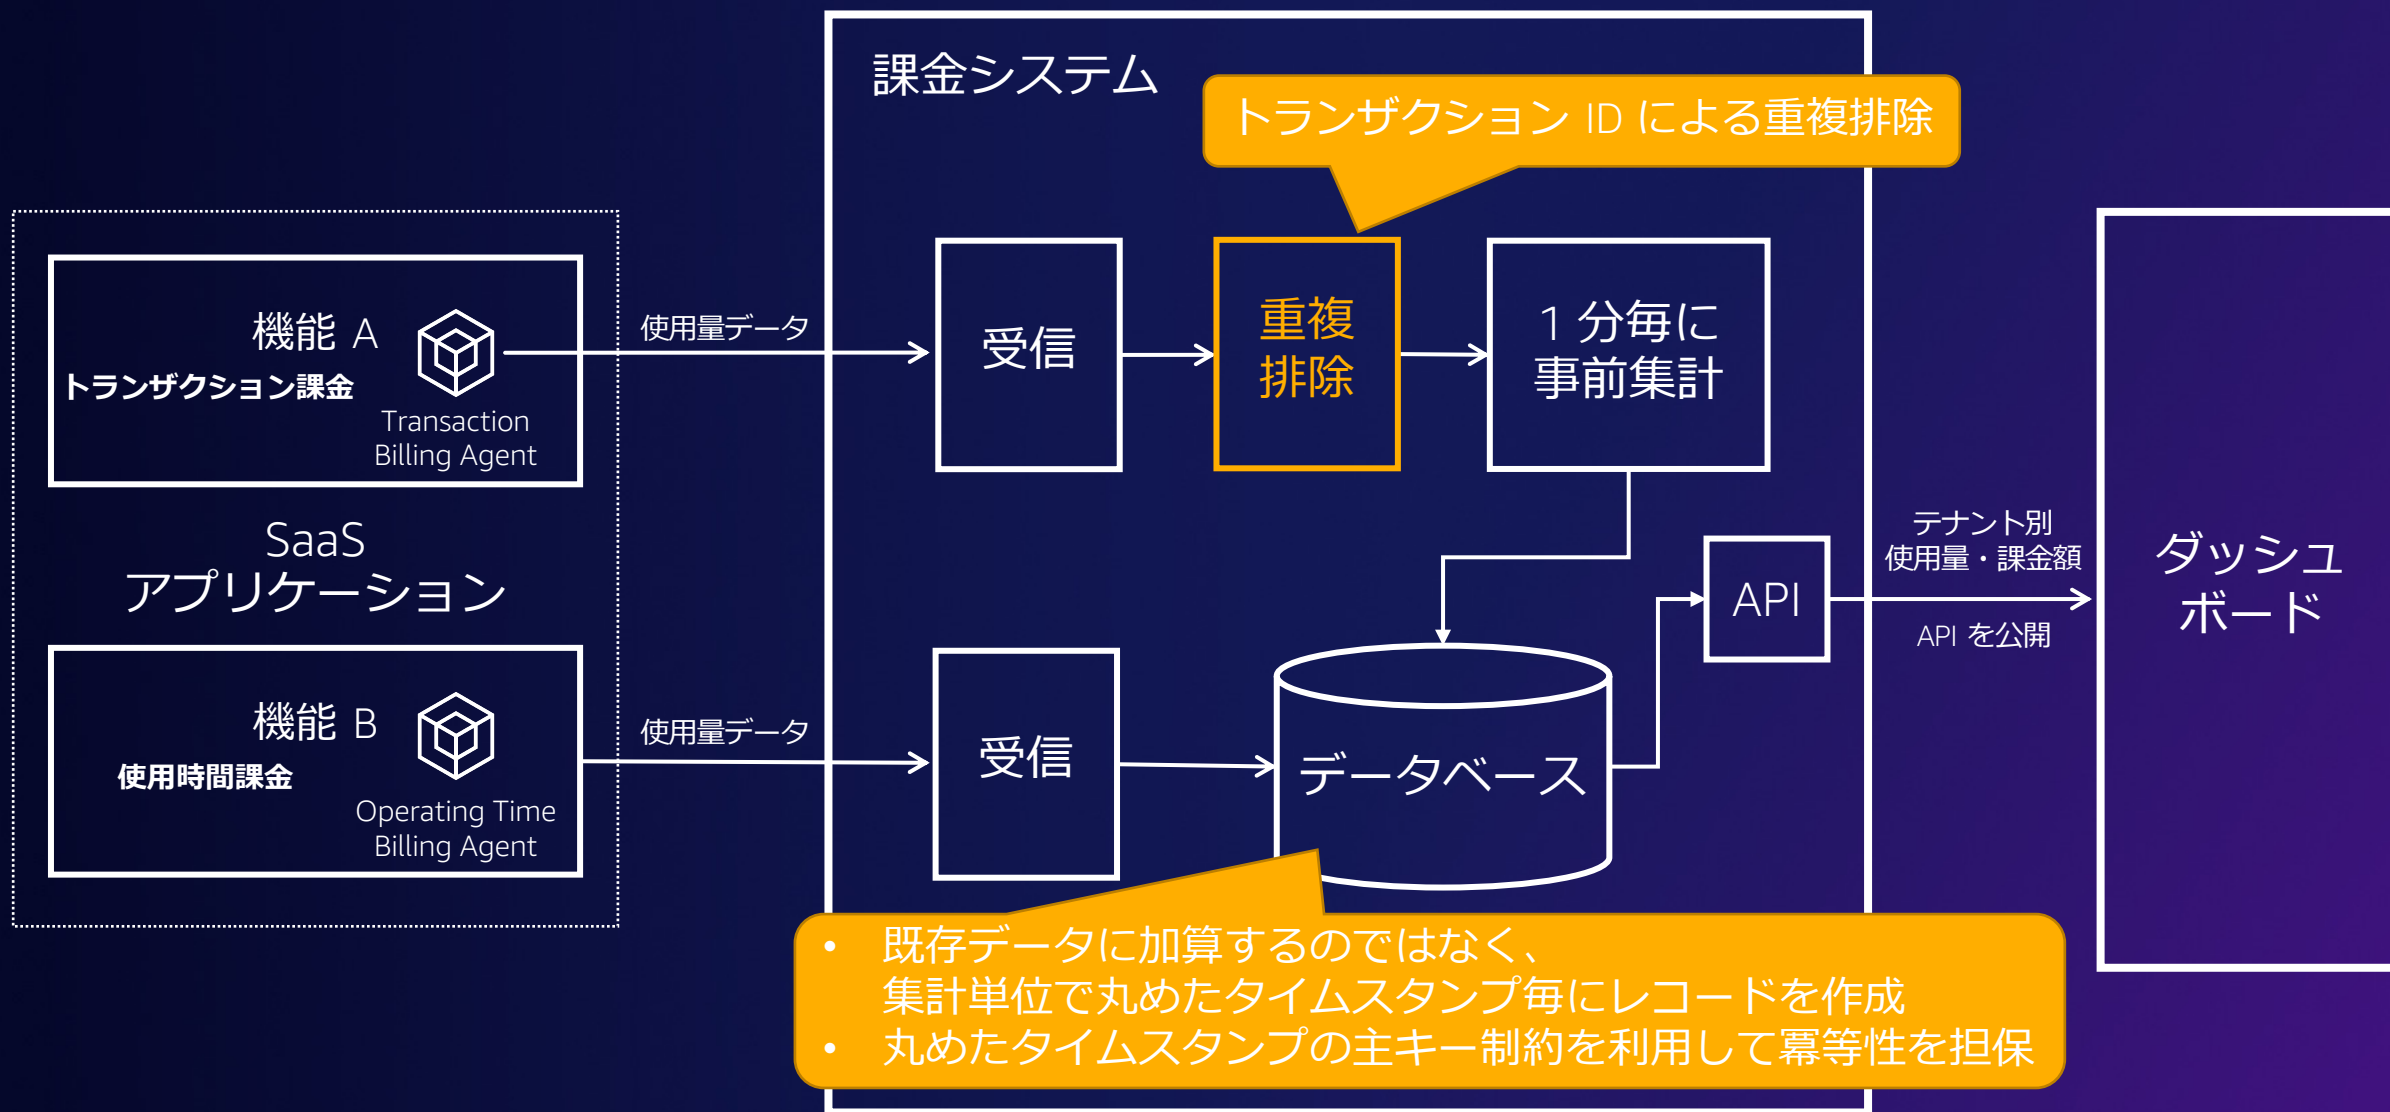 課金システム
トランザクション ID による重複排除
機能 A
トランザクション課金
Transaction
Billing Agent
使用量データ
受信
重複
排除
1 分毎に
事前集計
SaaS
アプリケーション
機能 B
使用時間課金
Operating Time
Billing Agent
使用量データ
受信
データベース
API
テナント別
使用量・課金額
API を公開
ダッシュ
ボード
• 既存データに加算するのではなく、
集計単位で丸めたタイムスタンプ毎にレコードを作成
• 丸めたタイムスタンプの主キー制約を利用して冪等性を担保